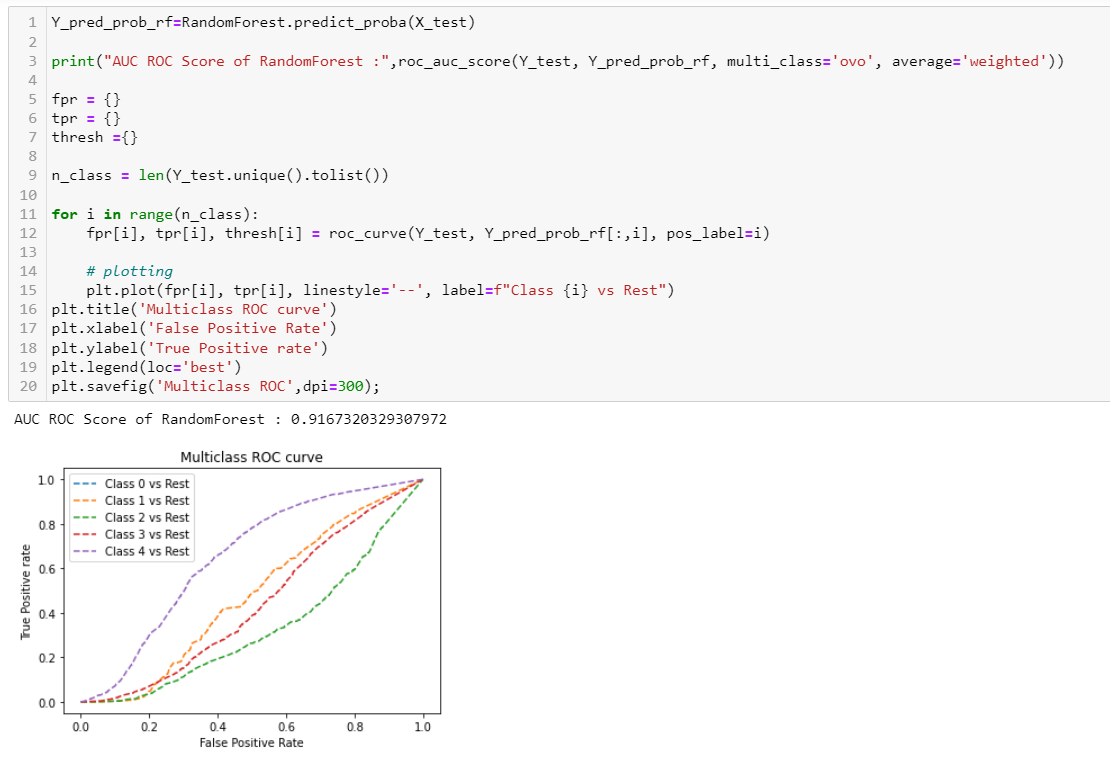 1 Y_pred_prob_rf=RandomForest.predict_proba(X_test)
2
3 print("AUC ROC Score of RandomForest :",roc_auc_score(Y_test, Y_pred_prob_rf, multi_class='ovo', average='weighted'))
4
5 fpr = {}
6 tpr = {}
7 thresh ={}
8
9 n_class = len(Y_test.unique().tolist())
10
11 for i in range(n_class):
12     fpr[i], tpr[i], thresh[i] = roc_curve(Y_test, Y_pred_prob_rf[:,i], pos_label=i)
13
14     # plotting
15     plt.plot(fpr[i], tpr[i], linestyle='--', label=f"Class {i} vs Rest")
16 plt.title('Multiclass ROC curve')
17 plt.xlabel('False Positive Rate')
18 plt.ylabel('True Positive rate')
19 plt.legend(loc='best')
20 plt.savefig('Multiclass ROC',dpi=300);
AUC ROC Score of RandomForest : 0.9167320329307972
Multiclass ROC curve
Class 0 vs Rest
Class 1 vs Rest
Class 2 vs Rest
Class 3 vs Rest
Class 4 vs Rest
True Positive rate
1.0
0.8
0.6
0.4
0.2
0.0
0.0 0.2 0.4 0.6 0.8 1.0
False Positive Rate